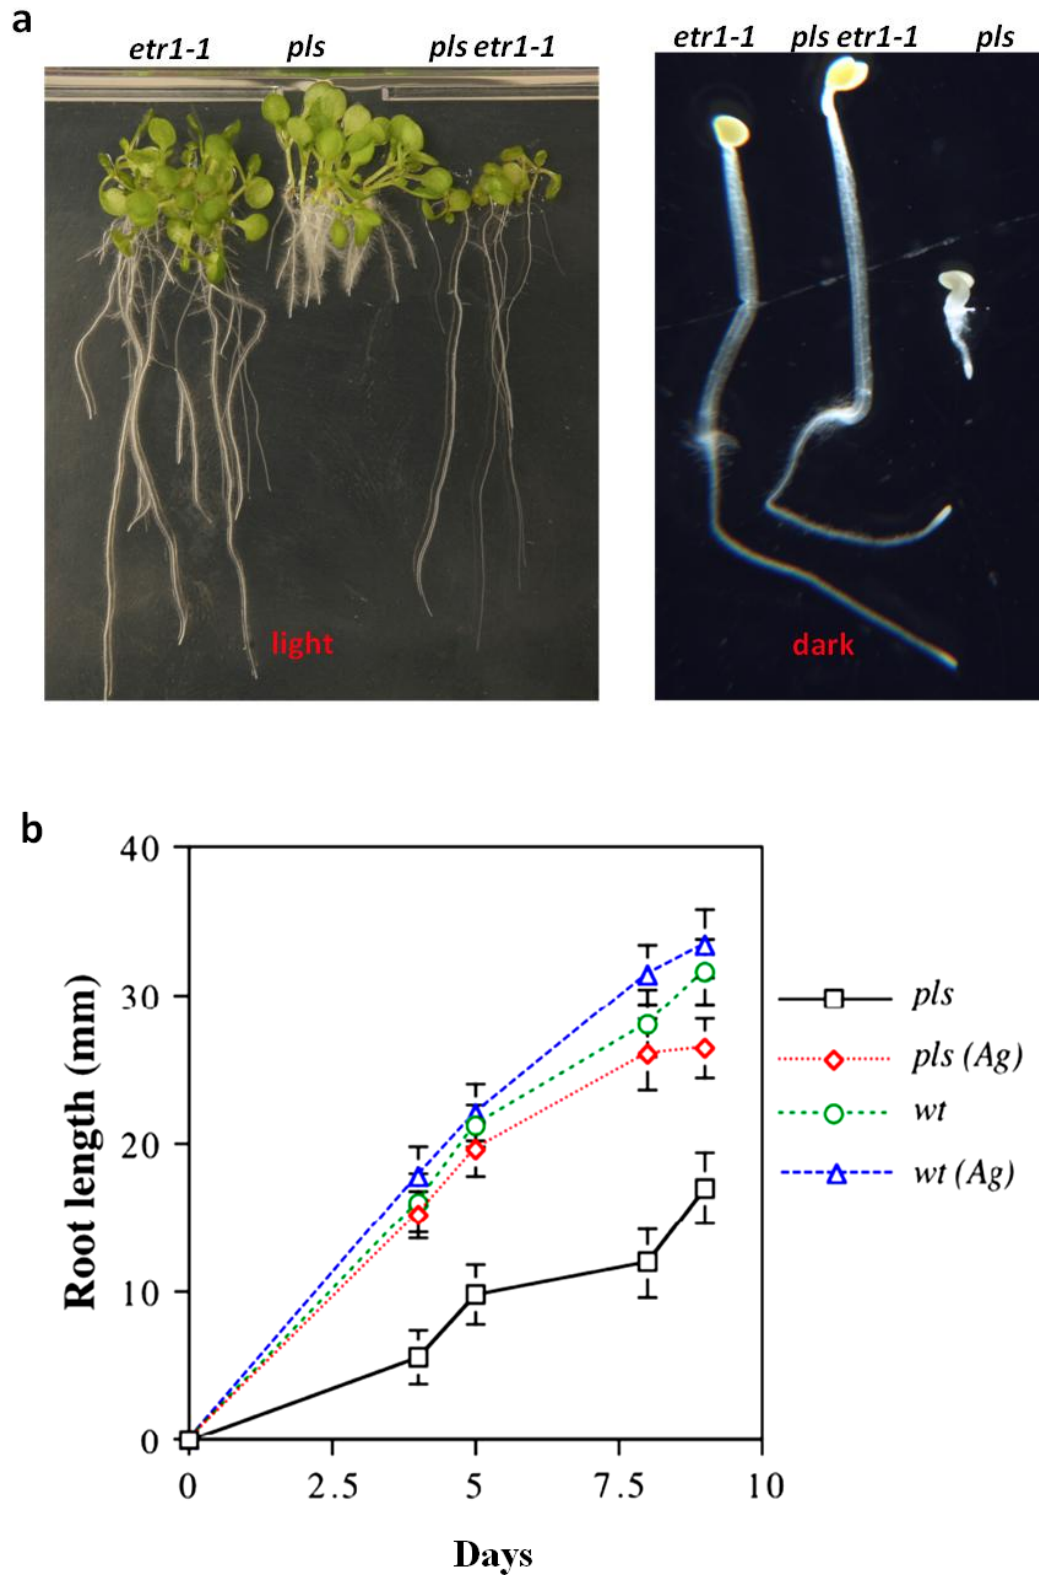 a
etr1-1 pls pls etr1-1
etr1-1 pls etr1-1 pls
light
dark
b
Root length (mm)
40
30
20
10
0
0 2.5 5 7.5 10
Days
pls
pls (Ag)
wt
wt (Ag)